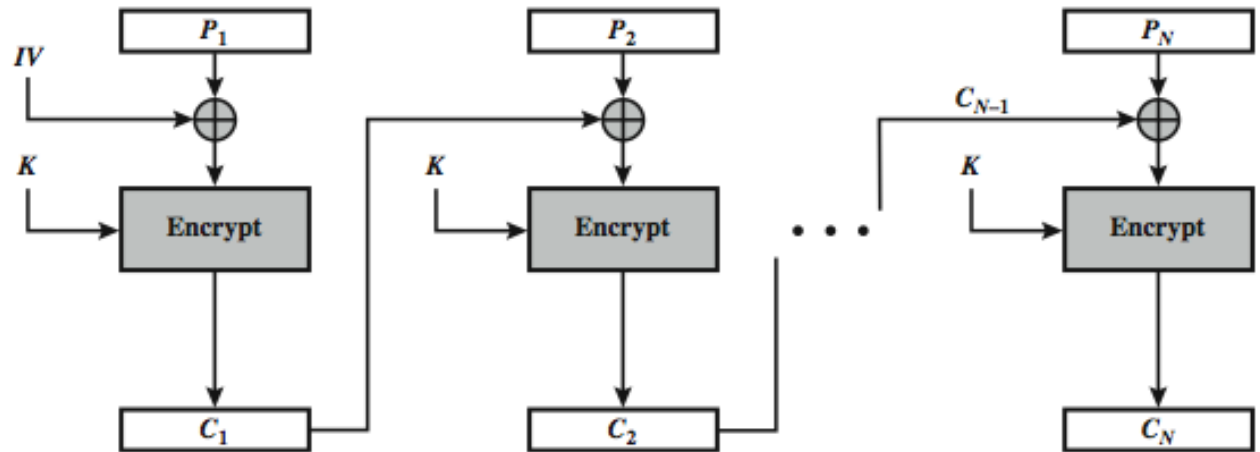 P1 P2 PN
IV
CN–1
K K K
Encrypt Encrypt • • • Encrypt
C1 C2 CN